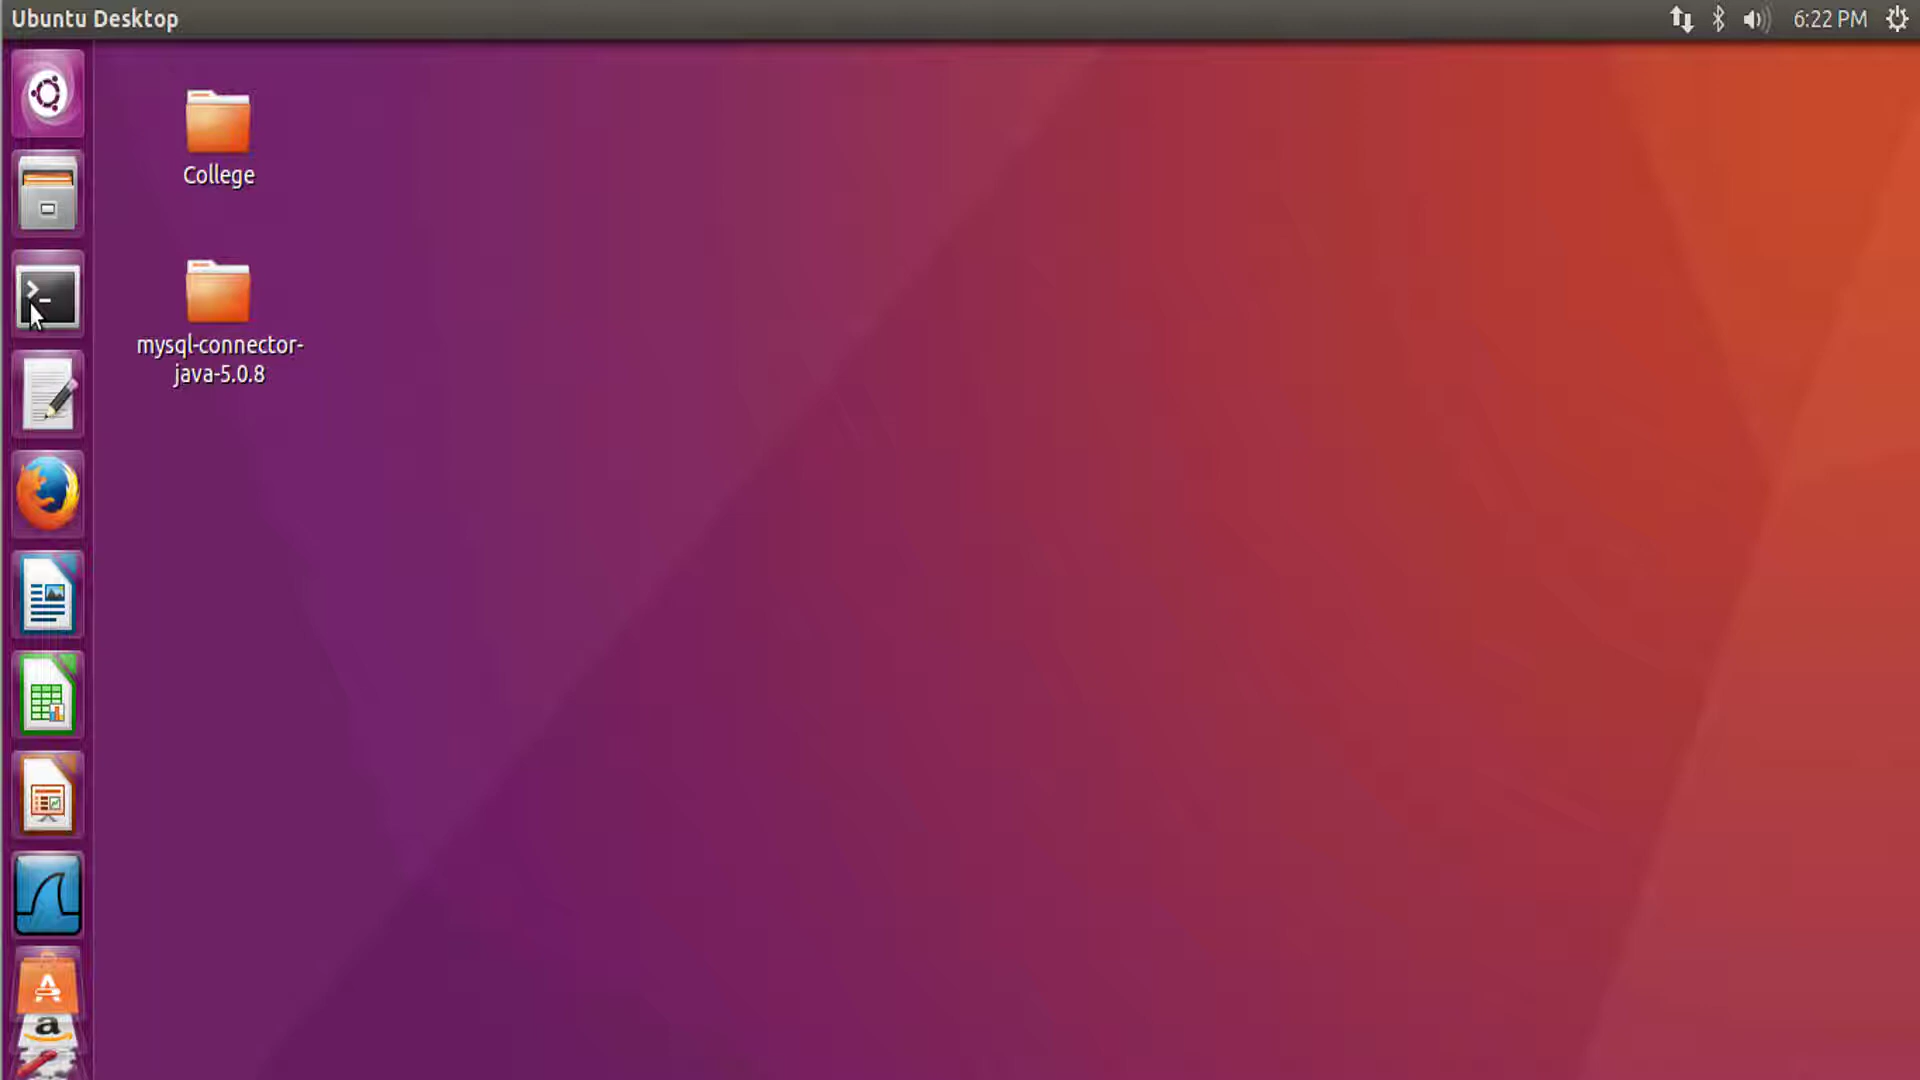 Ubuntu Desktop
6:22 PM
College
mysql-connector-
java-5.0.8